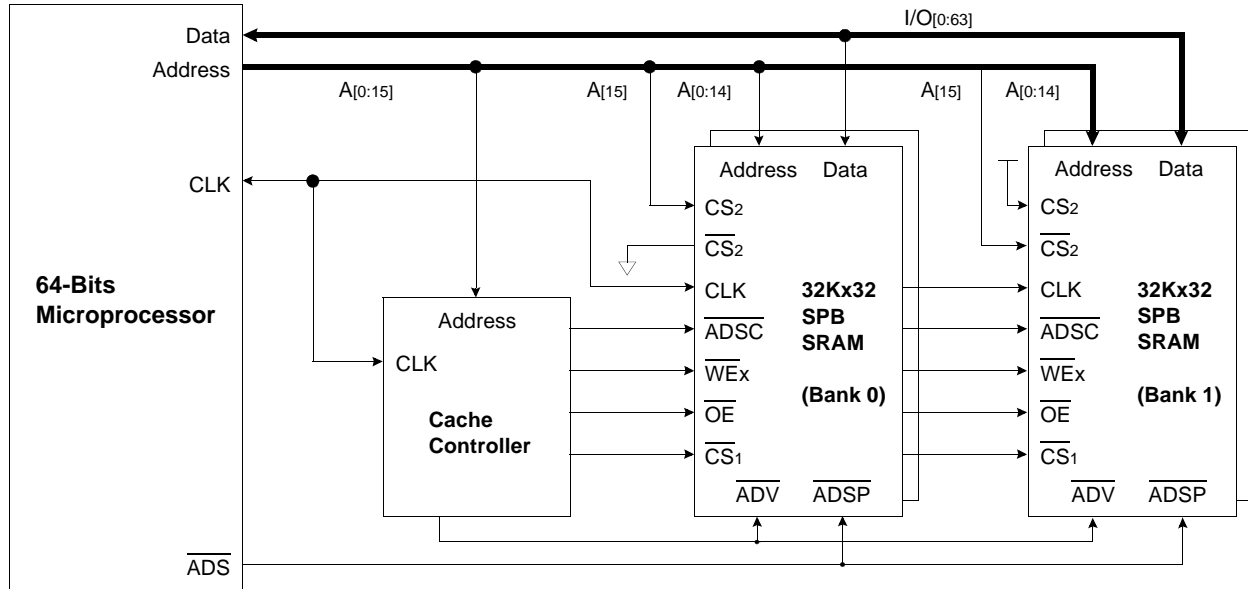 I/O[0:63]
Data
Address
A[0:15]
A[15]
A[0:14]
A[15]
A[0:14]
CLK
64-Bits
Microprocessor
ADS
Address
CLK
Cache
Controller
Address Data
CS2
CS2
CLK
ADSC
WEx
OE
CS1
ADV ADSP
32Kx32
SPB
SRAM
(Bank 0)
Address Data
CS2
CS2
CLK
ADSC
WEx
OE
CS1
ADV ADSP
32Kx32
SPB
SRAM
(Bank 1)